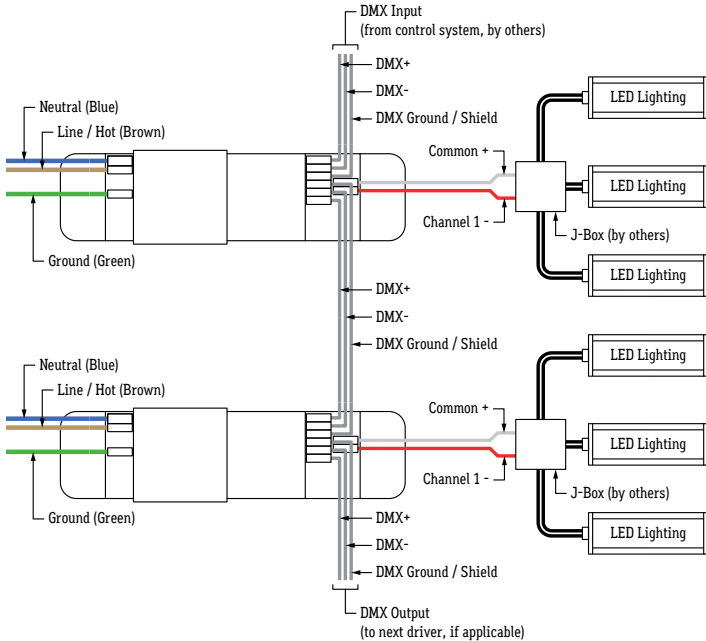 DMX Input
(from control system, by others)
DMX+
DMX-
DMX Ground / Shield
Neutral (Blue)
Line / Hot (Brown)
Ground (Green)
Common +
Channel 1 -
J-Box (by others)
LED Lighting
LED Lighting
LED Lighting
DMX+
DMX-
DMX Ground / Shield
Neutral (Blue)
Line / Hot (Brown)
Ground (Green)
Common +
Channel 1 -
J-Box (by others)
LED Lighting
LED Lighting
LED Lighting
DMX+
DMX-
DMX Ground / Shield
DMX Output
(to next driver, if applicable)